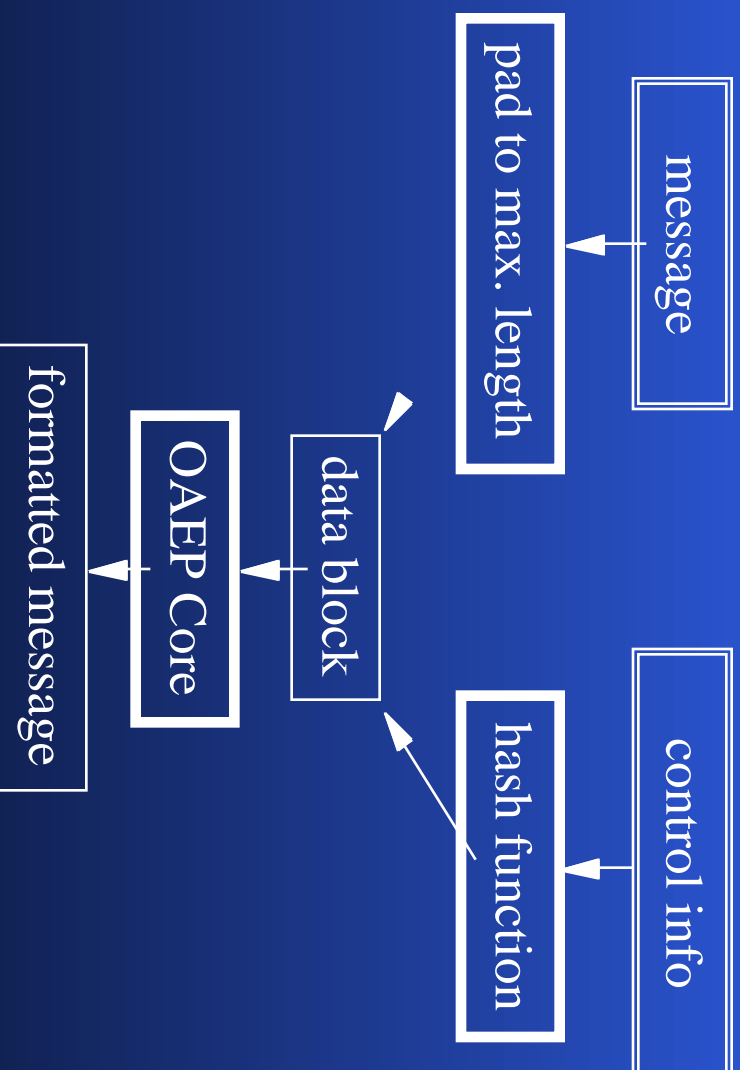 message
control info
pad to max. length
hash function
data block
OAEP Core
formatted message